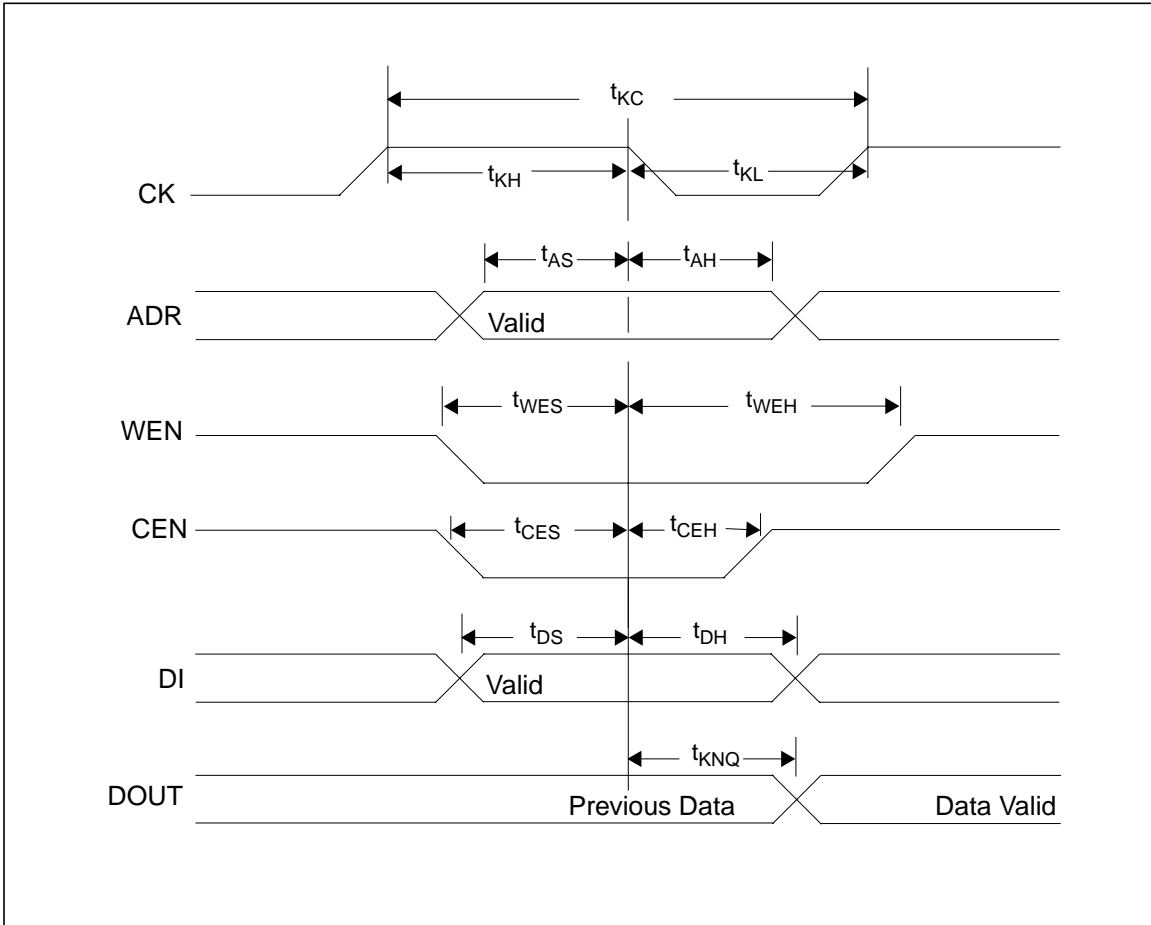 tKC
tKH
tKL
CK
tAS
tAH
ADR
Valid
tWES
tWEH
WEN
tCES
tCEH
CEN
tDS
tDH
DI
Valid
tKNQ
DOUT
Previous Data
Data Valid